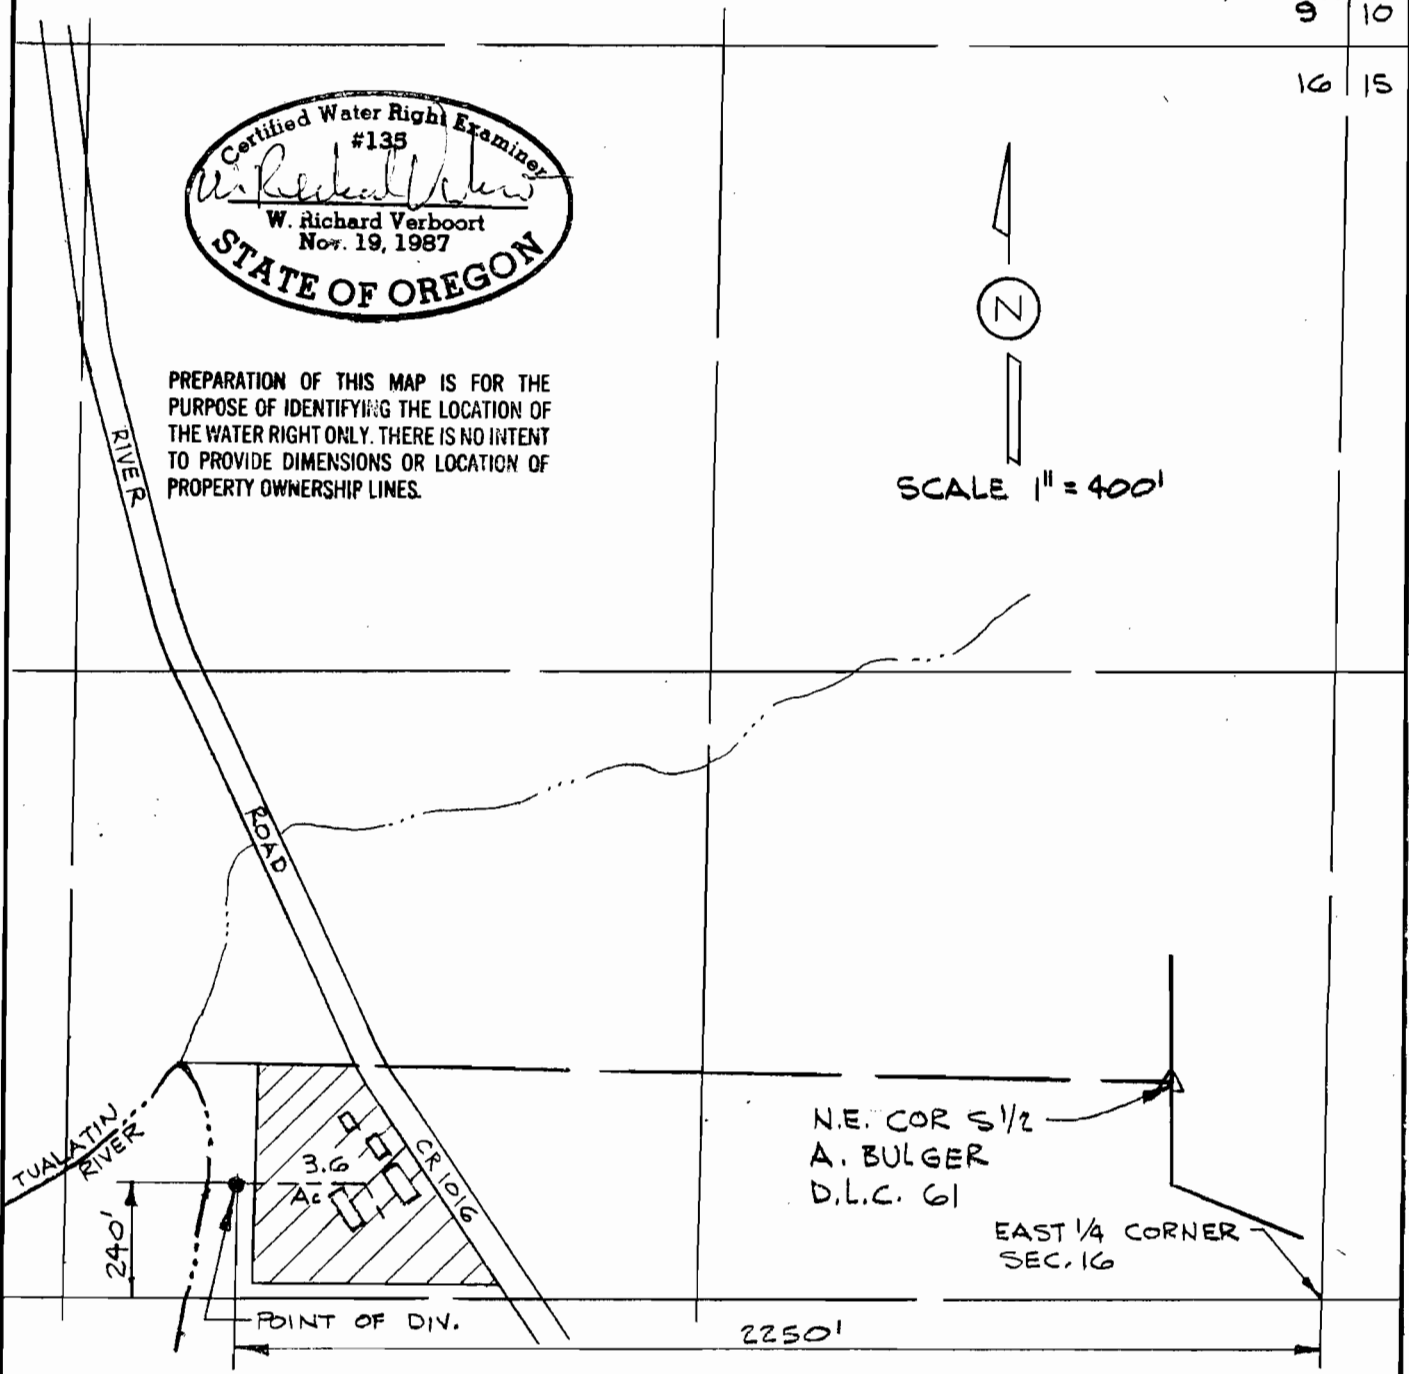 9 10
16 15
Certified Water Right Examiner
#135
W. Richard Verboort
Nov. 19, 1987
STATE OF OREGON
N
PREPARATION OF THIS MAP IS FOR THE
PURPOSE OF IDENTIFYING THE LOCATION OF
THE WATER RIGHT ONLY. THERE IS NO INTENT
TO PROVIDE DIMENSIONS OR LOCATION OF
PROPERTY OWNERSHIP LINES.
SCALE 1" = 400'
RIVER
ROAD
CR 1016
TUALATIN
RIVER
3.6
Ac
240'
N.E. COR S 1/2
A. BULGER
D.L.C. 61
EAST 1/4 CORNER
SEC. 16
POINT OF DIV.
2250'